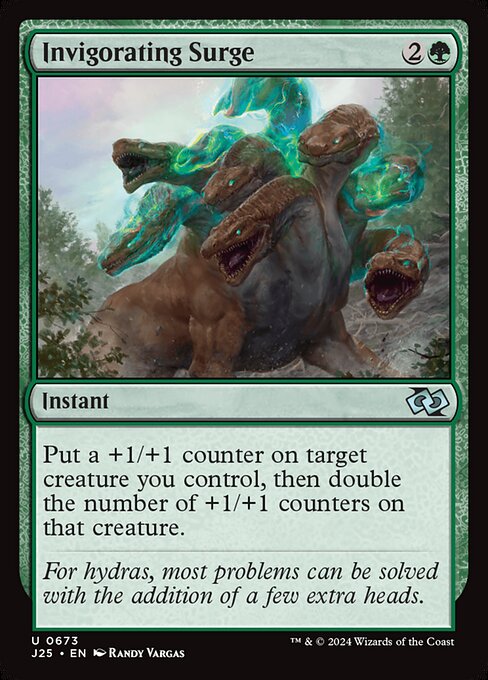 Invigorating Surge 2
Instant
Put a +1/+1 counter on target
creature you control, then double
the number of +1/+1 counters on
that creature.
For hydras, most problems can be solved
with the addition of a few extra heads.
U 0673
J25 • EN Randy Vargas
™ & © 2024 Wizards of the Coast